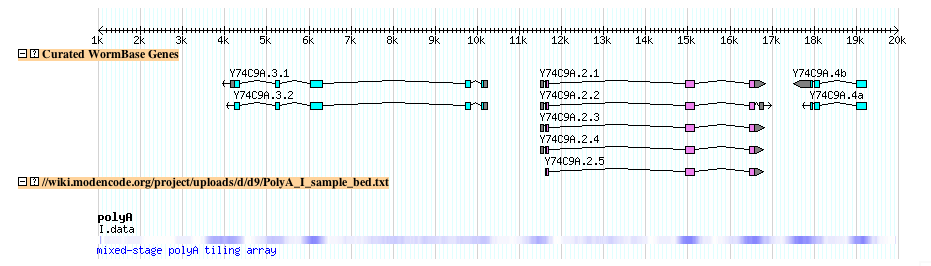 1k 2k 3k 4k 5k 6k 7k 8k 9k 10k 11k 12k 13k 14k 15k 16k 17k 18k 19k 20k
Curated WormBase Genes
Y74C9A.3.1 Y74C9A.2.1 Y74C9A.4b
Y74C9A.3.2 Y74C9A.2.2 Y74C9A.4a
Y74C9A.2.3
Y74C9A.2.4
Y74C9A.2.5
//wiki.modencode.org/project/uploads/d/d9/PolyA_I_sample_bed.txt
polyA
I.data
mixed-stage polyA tiling array